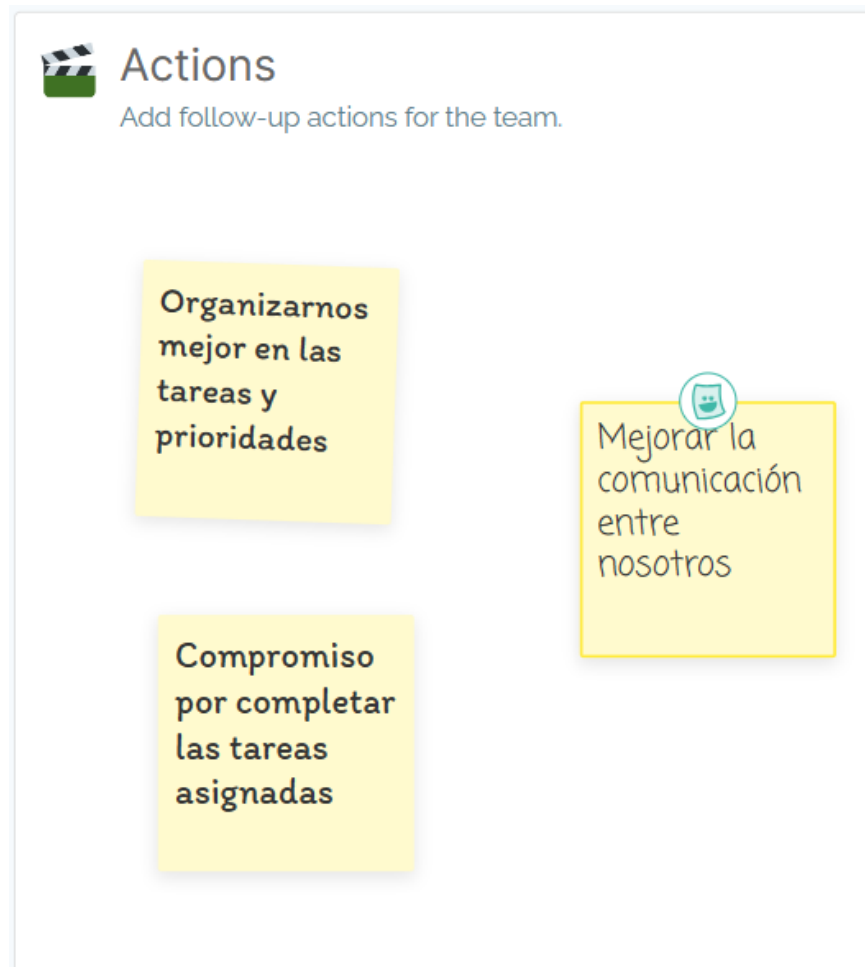 Actions
Add follow-up actions for the team.
Organizarnos
mejor en las
tareas y
prioridades
Mejorar la
comunicación
entre
nosotros
Compromiso
por completar
las tareas
asignadas